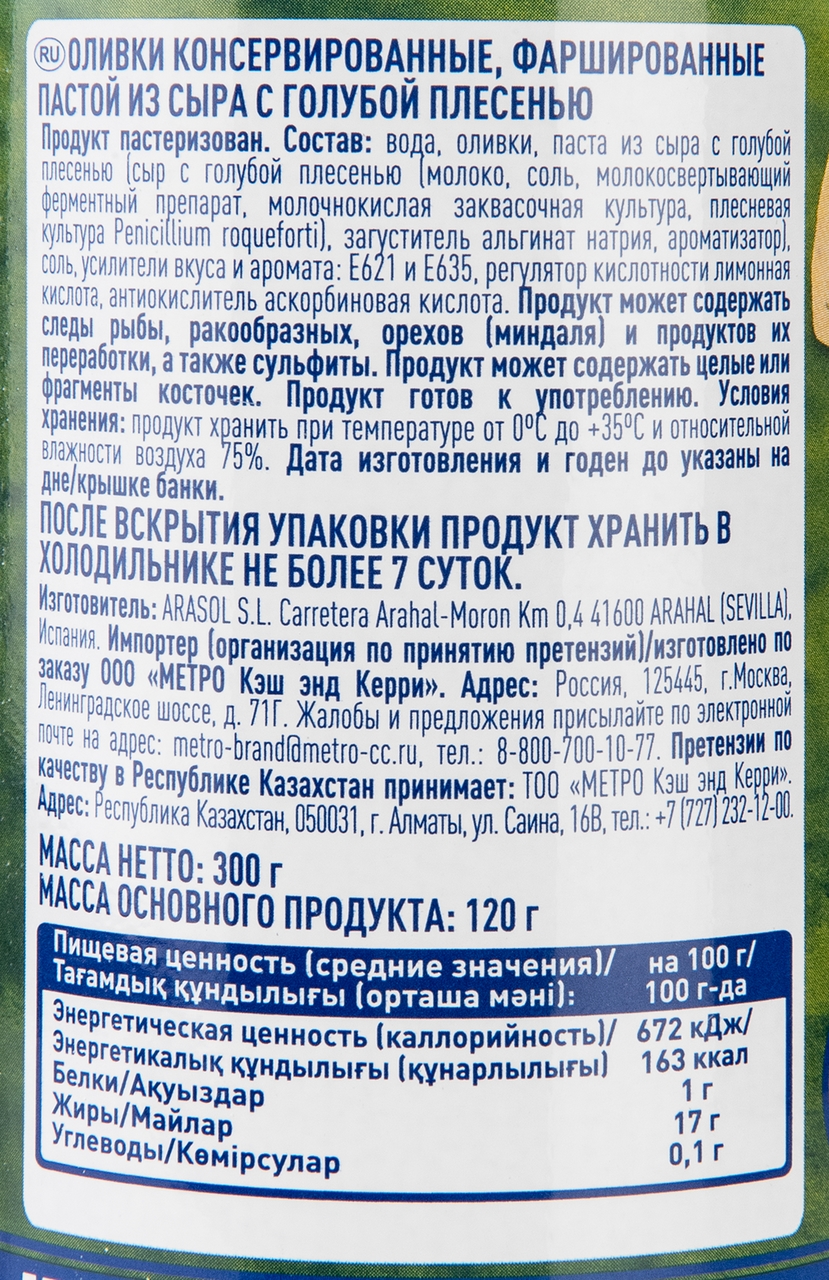 RU ОЛИВКИ КОНСЕРВИРОВАННЫЕ, ФАРШИРОВАННЫЕ
ПАСТОЙ ИЗ СЫРА С ГОЛУБОЙ ПЛЕСЕНЬЮ
Продукт пастеризован. Состав: вода, оливки, паста из сыра с голубой
плесенью (сыр с голубой плесенью (молоко, соль, молокосвертывающий
ферментный препарат, молочнокислая заквасочная культура, плесневая
культура Penicillium roqueforti), загуститель альгинат натрия, ароматизатор),
соль, усилители вкуса и аромата: Е621 и Е635, регулятор кислотности лимонная
кислота, антиокислитель аскорбиновая кислота. Продукт может содержать
следы рыбы, ракообразных, орехов (миндаля) и продуктов их
переработки, а также сульфиты. Продукт может содержать целые или
фрагменты косточек. Продукт готов к употреблению. Условия
хранения: продукт хранить при температуре от 0°С до +35°С и относительной
влажности воздуха 75%. Дата изготовления и годен до указаны на
дне/крышке банки.
ПОСЛЕ ВСКРЫТИЯ УПАКОВКИ ПРОДУКТ ХРАНИТЬ В
ХОЛОДИЛЬНИКЕ НЕ БОЛЕЕ 7 СУТОК.
Изготовитель: ARASOL S.L. Carretera Arahal-Moron Km 0,4 41600 ARAHAL (SEVILLA),
Испания. Импортер (организация по принятию претензий)/изготовлено по
заказу ООО «МЕТРО Кэш энд Керри». Адрес: Россия, 125445, г.Москва,
Ленинградское шоссе, д. 71Г. Жалобы и предложения присылайте по электронной
почте на адрес: metro-brand@metro-cc.ru, тел.: 8-800-700-10-77. Претензии по
качеству в Республике Казахстан принимает: ТОО «МЕТРО Кэш энд Керри».
Адрес: Республика Казахстан, 050031, г. Алматы, ул. Саина, 16В, тел.: +7 (727) 232-12-00.
МАССА НЕТТО: 300 г
МАССА ОСНОВНОГО ПРОДУКТА: 120 г
Пищевая ценность (средние значения)/ на 100 г/
Тағамдық құндылығы (орташа мәні): 100 г-да
Энергетическая ценность (каллорийность)/ 672 кДж/
Энергетикалық құндылығы (құнарлылығы) 163 ккал
Белки/Ақуыздар 1 г
Жиры/Майлар 17 г
Углеводы/Көмірсулар 0,1 г